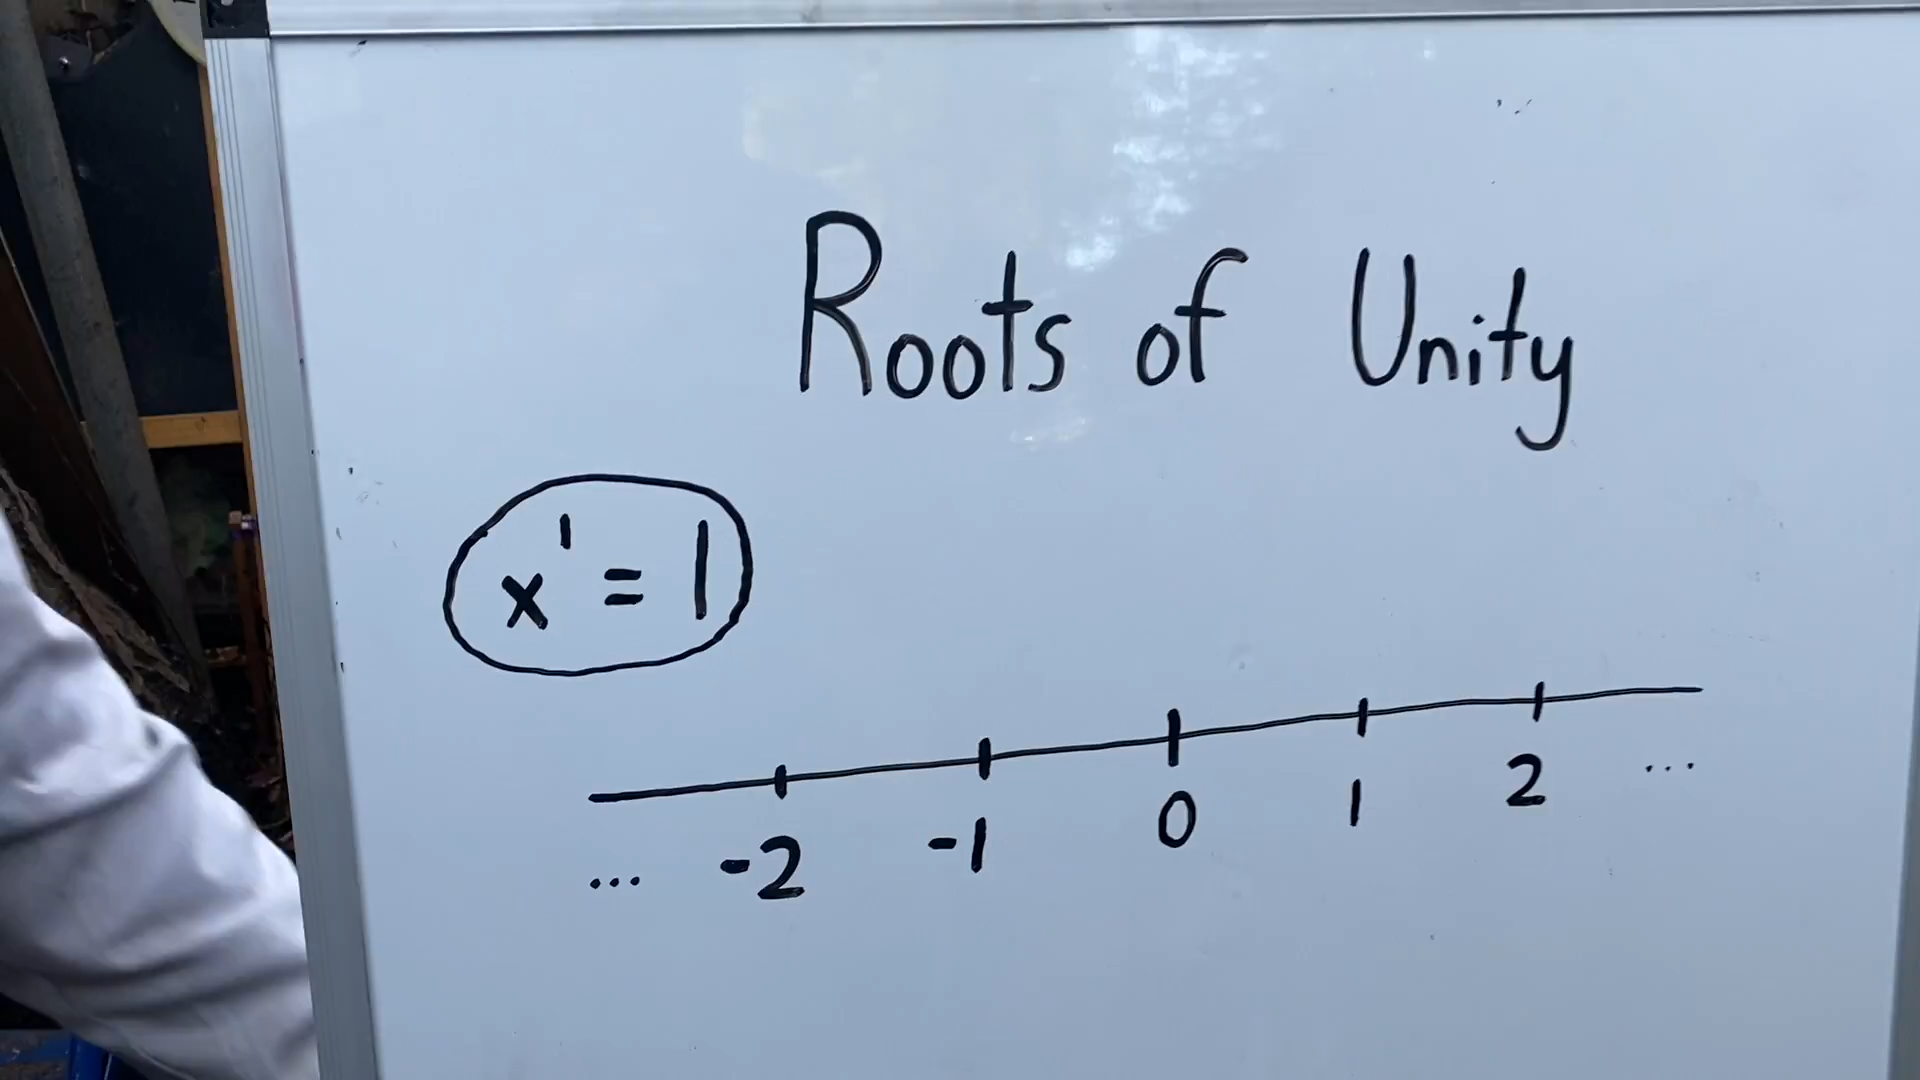 Roots of Unity
x¹ = 1
-2 -1 0 1 2 ...
...